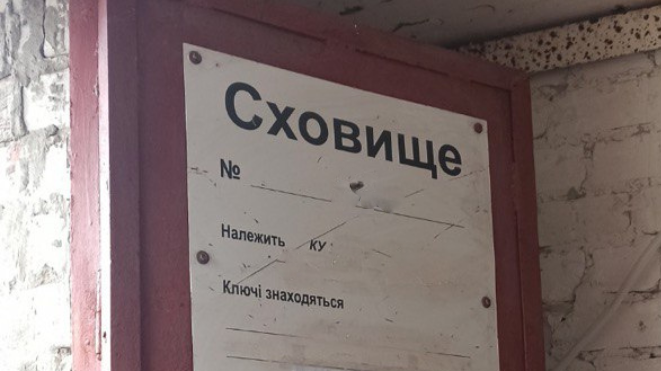 Сховище
№
Належить КУ
Ключі знаходяться